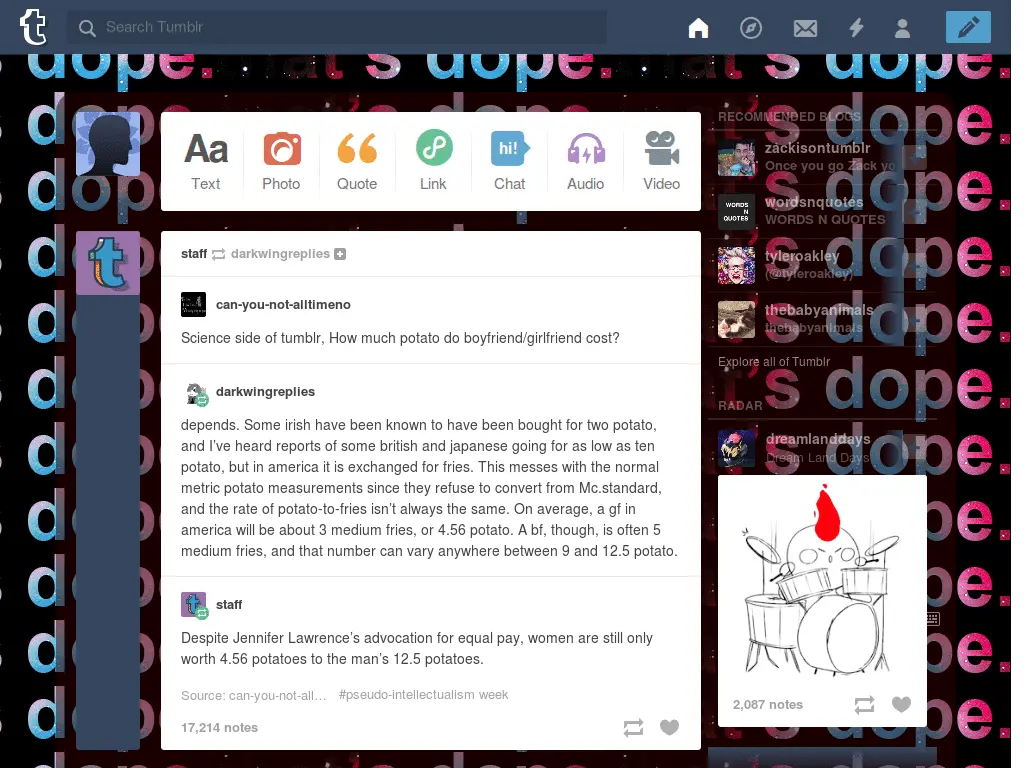 Search Tumblr
dope. that's dope. that's dope.
Aa
Text
Photo
Quote
Link
hi!
Chat
Audio
Video
staff darkwingreplies
can-you-not-alltimeno
Science side of tumblr, How much potato do boyfriend/girlfriend cost?
darkwingreplies
depends. Some irish have been known to have been bought for two potato,
and I've heard reports of some british and japanese going for as low as ten
potato, but in america it is exchanged for fries. This messes with the normal
metric potato measurements since they refuse to convert from Mc.standard,
and the rate of potato-to-fries isn't always the same. On average, a gf in
america will be about 3 medium fries, or 4.56 potato. A bf, though, is often 5
medium fries, and that number can vary anywhere between 9 and 12.5 potato.
staff
Despite Jennifer Lawrence's advocation for equal pay, women are still only
worth 4.56 potatoes to the man's 12.5 potatoes.
Source: can-you-not-all… #pseudo-intellectualism week
17,214 notes
RECOMMENDED BLOGS
zackisontumblr
Once you go Zack yo
WORDS
N
QUOTES
wordsnquotes
WORDS N QUOTES
tyleroakley
(@tyleroakley)
thebabyanimals
thebabyanimals
Explore all of Tumblr
RADAR
dreamlanddays
Dream Land Days
2,087 notes